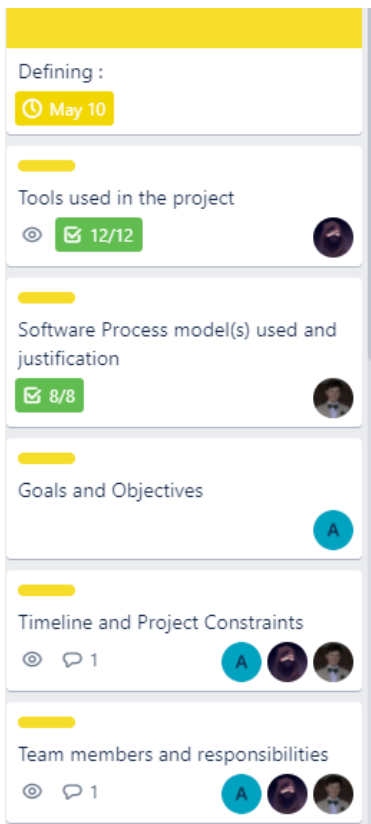 Defining :
May 10
Tools used in the project
12/12
Software Process model(s) used and
justification
8/8
Goals and Objectives
A
Timeline and Project Constraints
1
A
Team members and responsibilities
1
A